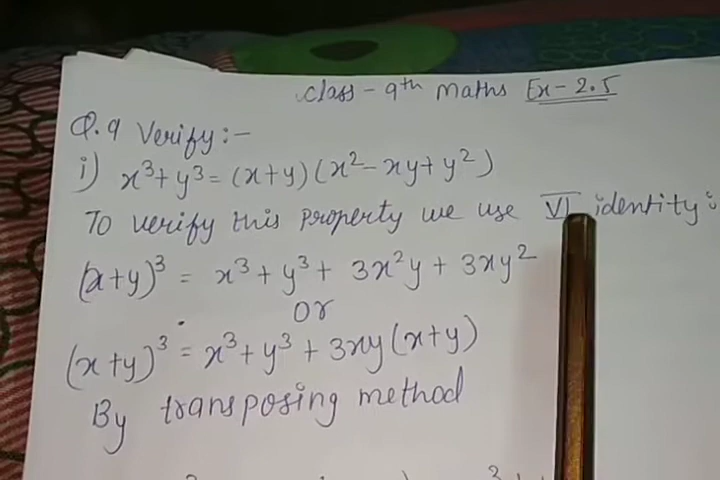 Class - 9th Maths Ex - 2.5
Q.9 Verify :-
i) x³ + y³ = (x+y) (x² - xy + y²)
To verify this property we use VI identity :
(x+y)³ = x³ + y³ + 3x²y + 3xy²
or
(x+y)³ = x³ + y³ + 3xy (x+y)
By transposing method